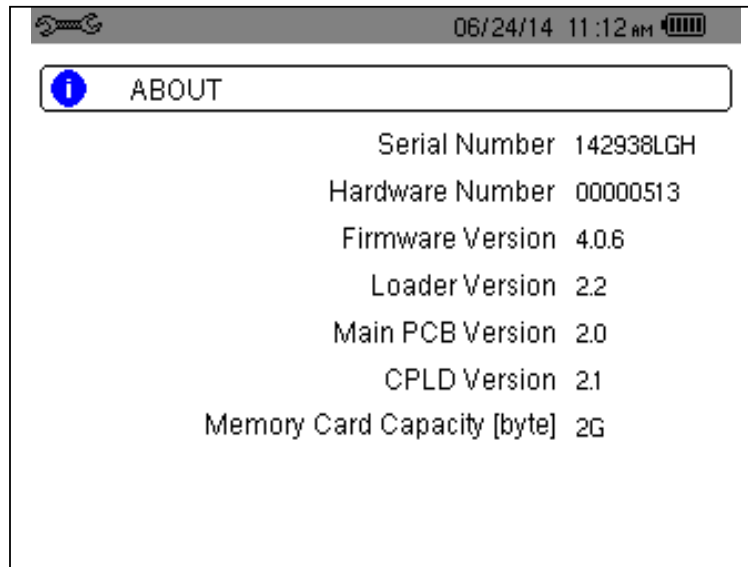 06/24/14 11:12 AM
ABOUT
Serial Number 142938LGH
Hardware Number 00000513
Firmware Version 4.0.6
Loader Version 2.2
Main PCB Version 2.0
CPLD Version 2.1
Memory Card Capacity [byte] 2G